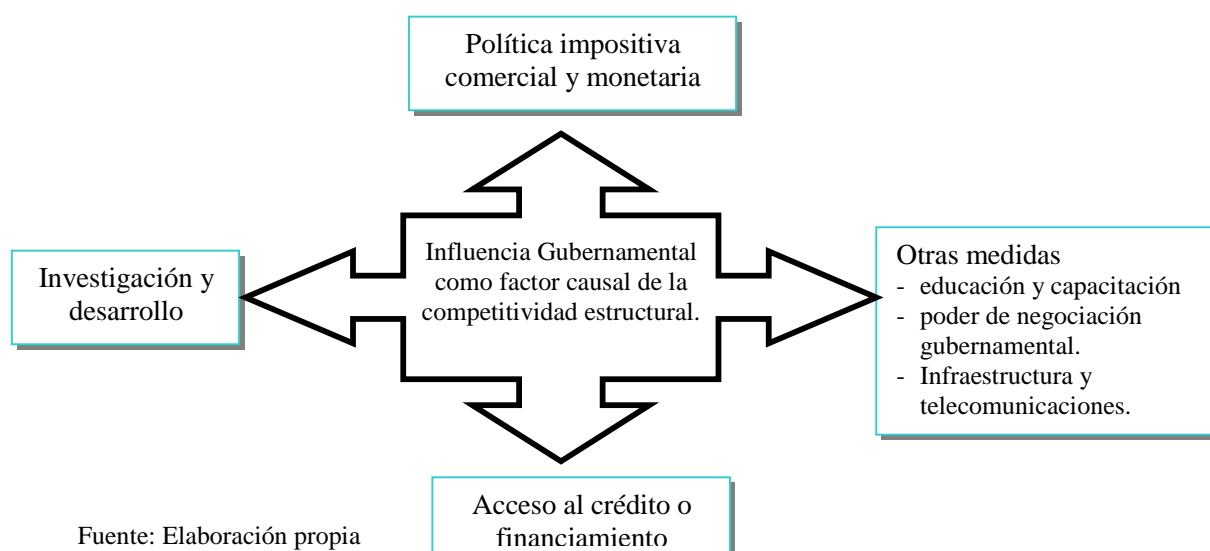 Política impositiva
comercial y monetaria
Investigación y
desarrollo
Influencia Gubernamental
como factor causal de la
competitividad estructural.
Otras medidas
- educación y capacitación
- poder de negociación
gubernamental.
- Infraestructura y
telecomunicaciones.
Acceso al crédito o
financiamiento
Fuente: Elaboración propia